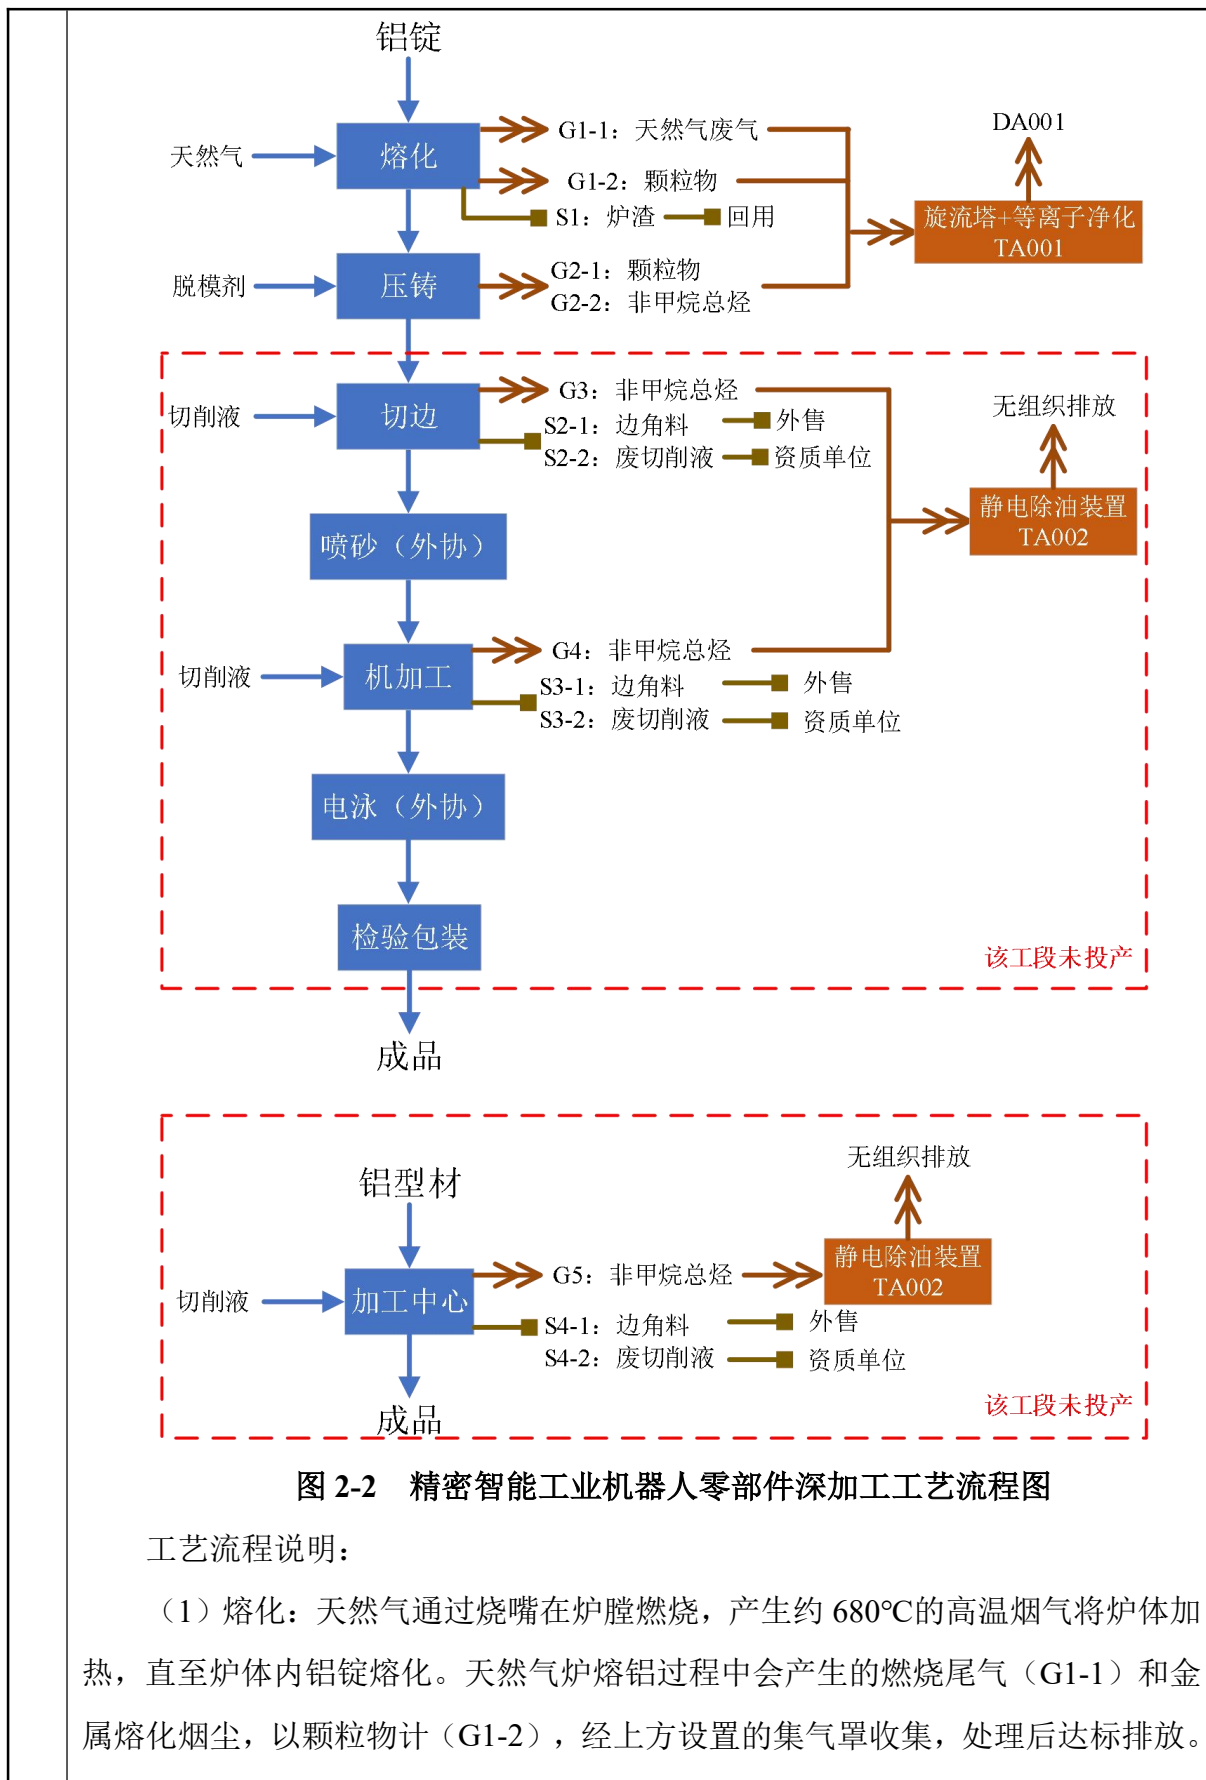 铝锭
天然气
熔化
G1-1：天然气废气
G1-2：颗粒物
S1：炉渣
回用
DA001
旋流塔+等离子净化
TA001
脱模剂
压铸
G2-1：颗粒物
G2-2：非甲烷总烃
切削液
切边
G3：非甲烷总烃
S2-1：边角料
外售
S2-2：废切削液
资质单位
无组织排放
静电除油装置
TA002
喷砂（外协）
切削液
机加工
G4：非甲烷总烃
S3-1：边角料
外售
S3-2：废切削液
资质单位
电泳（外协）
检验包装
该工段未投产
成品
铝型材
无组织排放
切削液
加工中心
G5：非甲烷总烃
静电除油装置
TA002
S4-1：边角料
外售
S4-2：废切削液
资质单位
该工段未投产
成品
图 2-2 精密智能工业机器人零部件深加工工艺流程图
工艺流程说明：
（1）熔化：天然气通过烧嘴在炉膛燃烧，产生约 680℃的高温烟气将炉体加
热，直至炉体内铝锭熔化。天然气炉熔铝过程中会产生的燃烧尾气（G1-1）和金
属熔化烟尘，以颗粒物计（G1-2），经上方设置的集气罩收集，处理后达标排放。